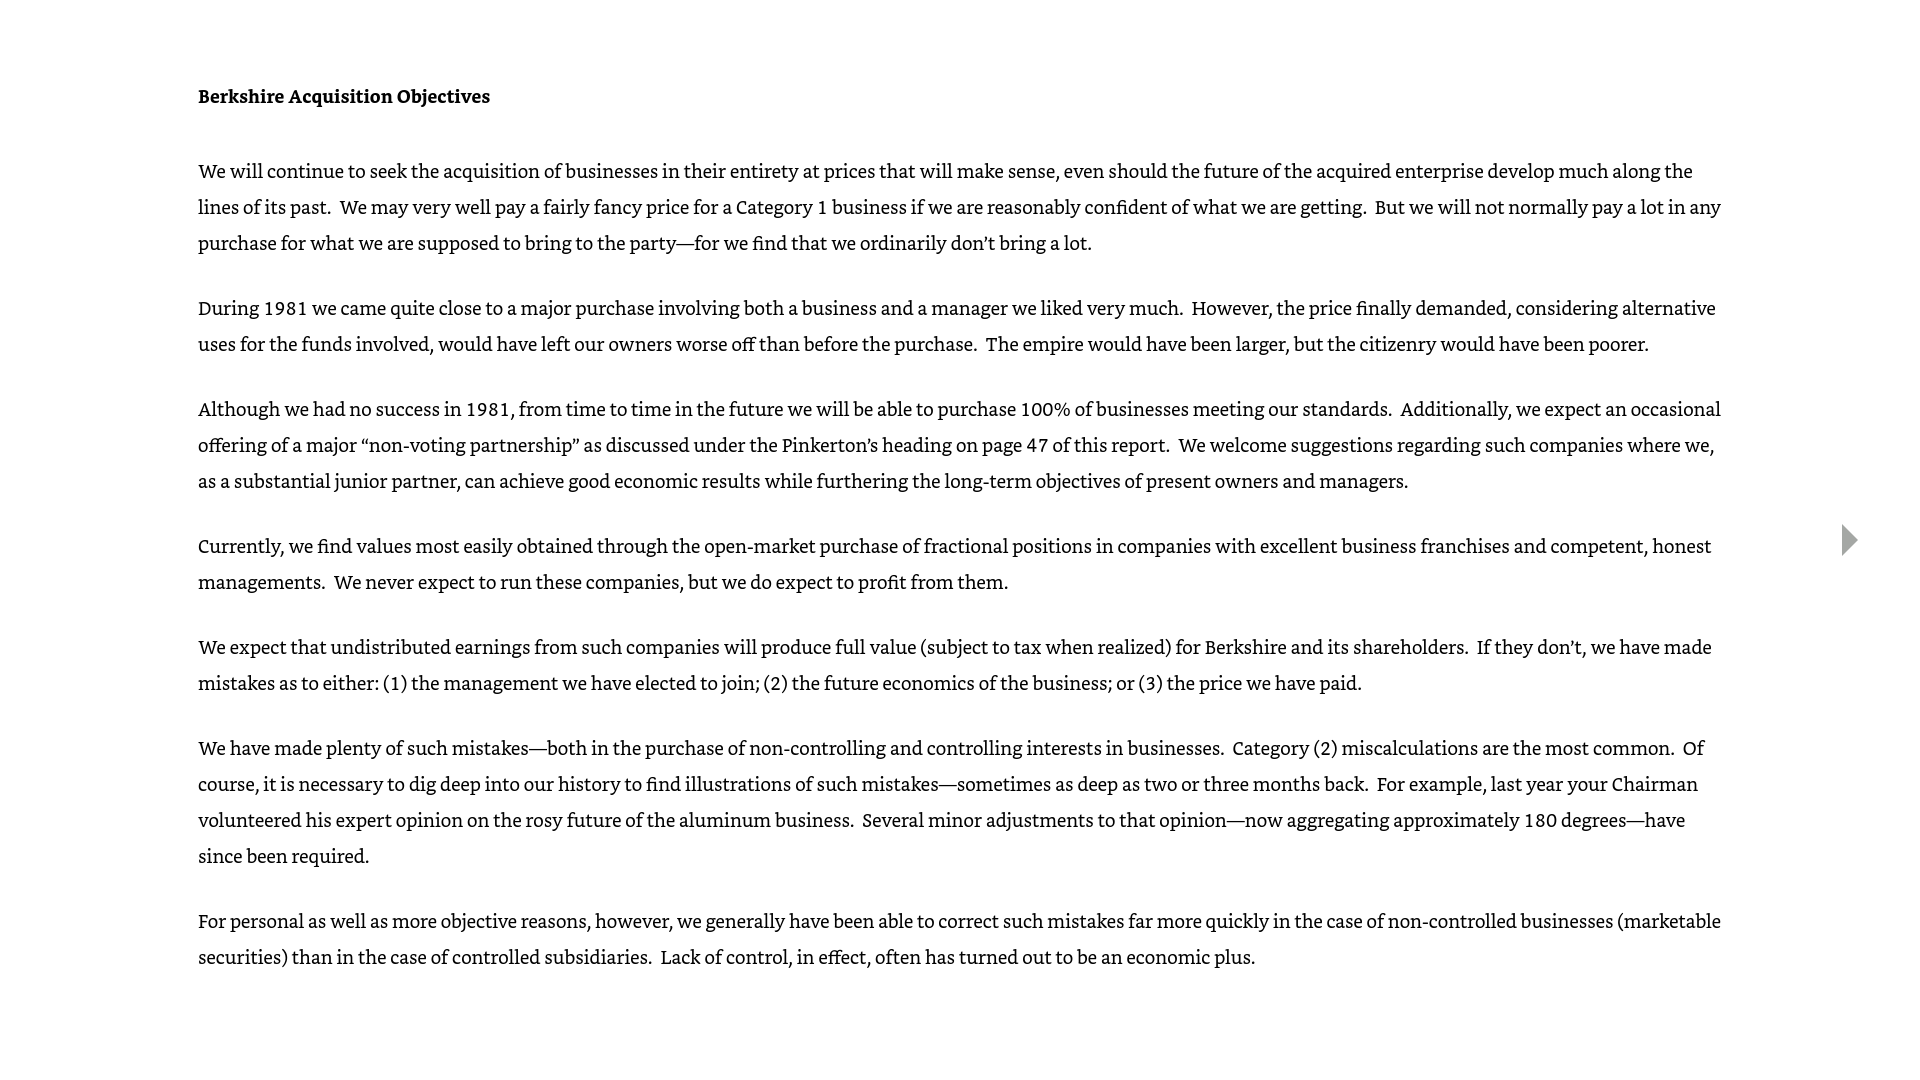 Berkshire Acquisition Objectives
We will continue to seek the acquisition of businesses in their entirety at prices that will make sense, even should the future of the acquired enterprise develop much along the
lines of its past.  We may very well pay a fairly fancy price for a Category 1 business if we are reasonably confident of what we are getting.  But we will not normally pay a lot in any
purchase for what we are supposed to bring to the party—for we find that we ordinarily don’t bring a lot.
During 1981 we came quite close to a major purchase involving both a business and a manager we liked very much.  However, the price finally demanded, considering alternative
uses for the funds involved, would have left our owners worse off than before the purchase.  The empire would have been larger, but the citizenry would have been poorer.
Although we had no success in 1981, from time to time in the future we will be able to purchase 100% of businesses meeting our standards.  Additionally, we expect an occasional
offering of a major “non-voting partnership” as discussed under the Pinkerton’s heading on page 47 of this report.  We welcome suggestions regarding such companies where we,
as a substantial junior partner, can achieve good economic results while furthering the long-term objectives of present owners and managers.
Currently, we find values most easily obtained through the open-market purchase of fractional positions in companies with excellent business franchises and competent, honest
managements.  We never expect to run these companies, but we do expect to profit from them.
We expect that undistributed earnings from such companies will produce full value (subject to tax when realized) for Berkshire and its shareholders.  If they don’t, we have made
mistakes as to either: (1) the management we have elected to join; (2) the future economics of the business; or (3) the price we have paid.
We have made plenty of such mistakes—both in the purchase of non-controlling and controlling interests in businesses.  Category (2) miscalculations are the most common.  Of
course, it is necessary to dig deep into our history to find illustrations of such mistakes—sometimes as deep as two or three months back.  For example, last year your Chairman
volunteered his expert opinion on the rosy future of the aluminum business.  Several minor adjustments to that opinion—now aggregating approximately 180 degrees—have
since been required.
For personal as well as more objective reasons, however, we generally have been able to correct such mistakes far more quickly in the case of non-controlled businesses (marketable
securities) than in the case of controlled subsidiaries.  Lack of control, in effect, often has turned out to be an economic plus.